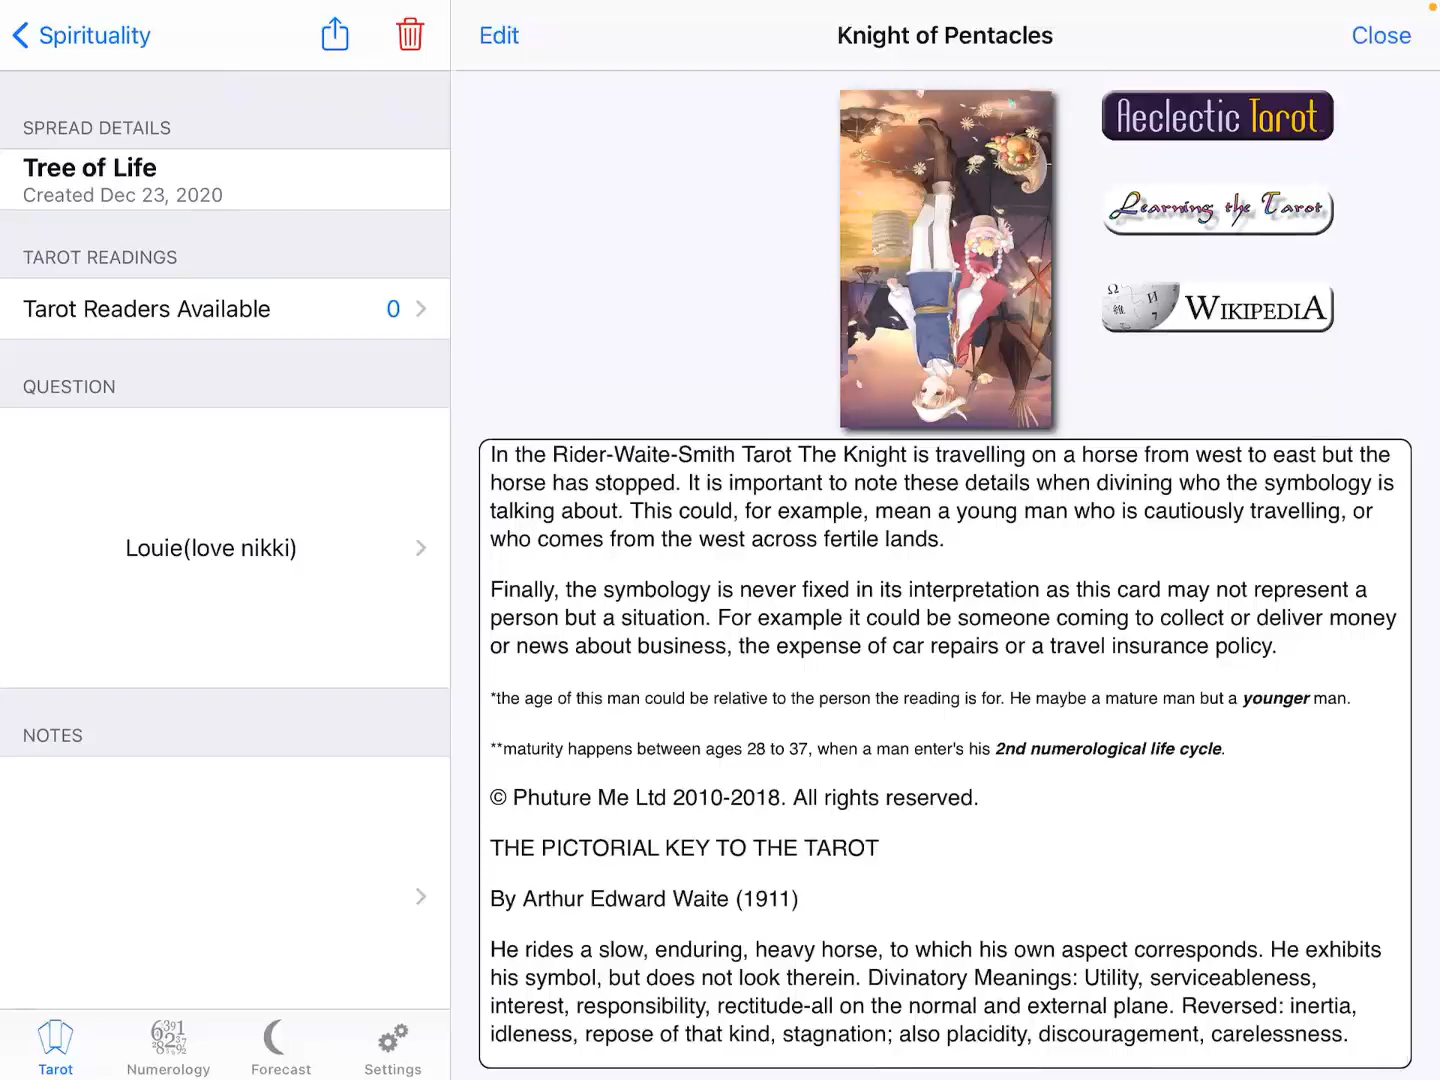 Spirituality
Edit
Knight of Pentacles
Close
SPREAD DETAILS
Tree of Life
Created Dec 23, 2020
TAROT READINGS
Tarot Readers Available 0
QUESTION
Louie(love nikki)
NOTES
Aeclectic Tarot
Learning the Tarot
WIKIPEDIA
In the Rider-Waite-Smith Tarot The Knight is travelling on a horse from west to east but the
horse has stopped. It is important to note these details when divining who the symbology is
talking about. This could, for example, mean a young man who is cautiously travelling, or
who comes from the west across fertile lands.
Finally, the symbology is never fixed in its interpretation as this card may not represent a
person but a situation. For example it could be someone coming to collect or deliver money
or news about business, the expense of car repairs or a travel insurance policy.
*the age of this man could be relative to the person the reading is for. He maybe a mature man but a younger man.
**maturity happens between ages 28 to 37, when a man enter's his 2nd numerological life cycle.
© Phuture Me Ltd 2010-2018. All rights reserved.
THE PICTORIAL KEY TO THE TAROT
By Arthur Edward Waite (1911)
He rides a slow, enduring, heavy horse, to which his own aspect corresponds. He exhibits
his symbol, but does not look therein. Divinatory Meanings: Utility, serviceableness,
interest, responsibility, rectitude-all on the normal and external plane. Reversed: inertia,
idleness, repose of that kind, stagnation; also placidity, discouragement, carelessness.
Tarot
Numerology
Forecast
Settings